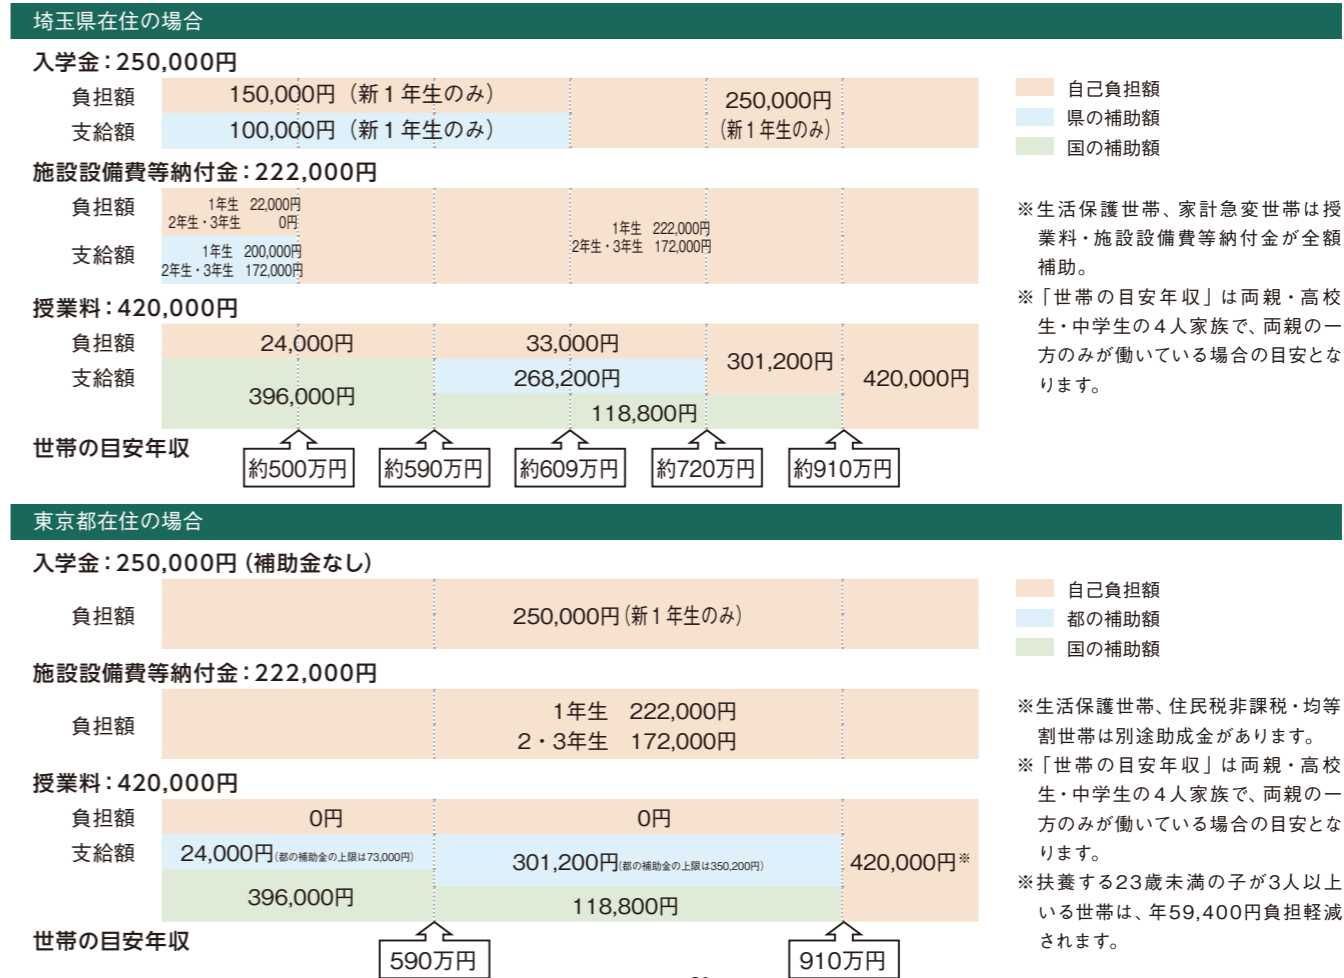 埼玉県在住の場合
入学金：250,000円
負担額 150,000円（新１年生のみ）
支給額 100,000円（新１年生のみ）
250,000円
（新１年生のみ）
自己負担額
県の補助額
国の補助額
施設設備費等納付金：222,000円
負担額 1年生 22,000円
2年生・3年生 0円
支給額 1年生 200,000円
2年生・3年生 172,000円
1年生 222,000円
2年生・3年生 172,000円
※生活保護世帯、家計急変世帯は授
業料・施設設備費等納付金が全額
補助。
※「世帯の目安年収」は両親・高校
生・中学生の４人家族で、両親の一
方のみが働いている場合の目安とな
ります。
授業料：420,000円
負担額 24,000円 33,000円
支給額 396,000円 268,200円
118,800円
301,200円
420,000円
世帯の目安年収
約500万円 約590万円 約609万円 約720万円 約910万円
東京都在住の場合
入学金：250,000円（補助金なし）
負担額 250,000円（新１年生のみ）
自己負担額
都の補助額
国の補助額
施設設備費等納付金：222,000円
負担額 1年生 222,000円
2・3年生 172,000円
※生活保護世帯、住民税非課税・均等
割世帯は別途助成金があります。
※「世帯の目安年収」は両親・高校
生・中学生の４人家族で、両親の一
方のみが働いている場合の目安とな
ります。
※扶養する23歳未満の子が3人以上
いる世帯は、年59,400円負担軽減
されます。
授業料：420,000円
負担額 0円 0円
支給額 24,000円（都の補助金の上限は73,000円） 301,200円（都の補助金の上限は350,200円） 420,000円※
396,000円 118,800円
世帯の目安年収
590万円 910万円